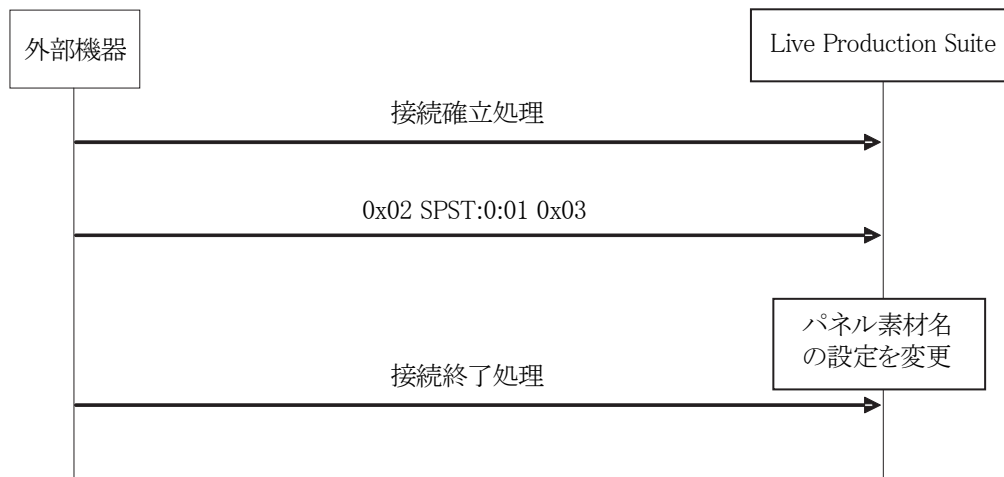 外部機器
Live Production Suite
接続確立処理
0x02 SPST:0:01 0x03
パネル素材名
の設定を変更
接続終了処理